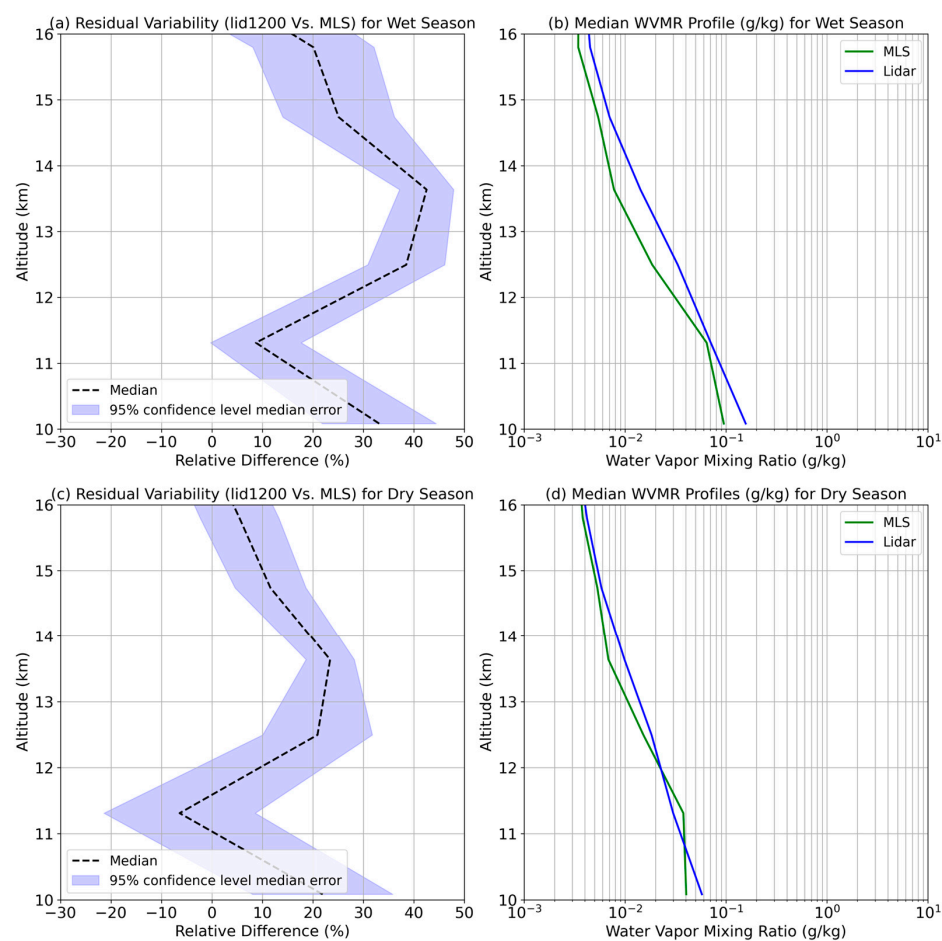 (a) Residual Variability (lid1200 Vs. MLS) for Wet Season
16
15
14
13
12
11
10
Altitude (km)
Median
95% confidence level median error
−30 −20 −10 0 10 20 30 40 50
Relative Difference (%)
(b) Median WVMR Profile (g/kg) for Wet Season
16
15
14
13
12
11
10
Altitude (km)
MLS
Lidar
10⁻³ 10⁻² 10⁻¹ 10⁰ 10¹
Water Vapor Mixing Ratio (g/kg)
(c) Residual Variability (lid1200 Vs. MLS) for Dry Season
16
15
14
13
12
11
10
Altitude (km)
Median
95% confidence level median error
−30 −20 −10 0 10 20 30 40 50
Relative Difference (%)
(d) Median WVMR Profiles (g/kg) for Dry Season
16
15
14
13
12
11
10
Altitude (km)
MLS
Lidar
10⁻³ 10⁻² 10⁻¹ 10⁰ 10¹
Water Vapor Mixing Ratio (g/kg)